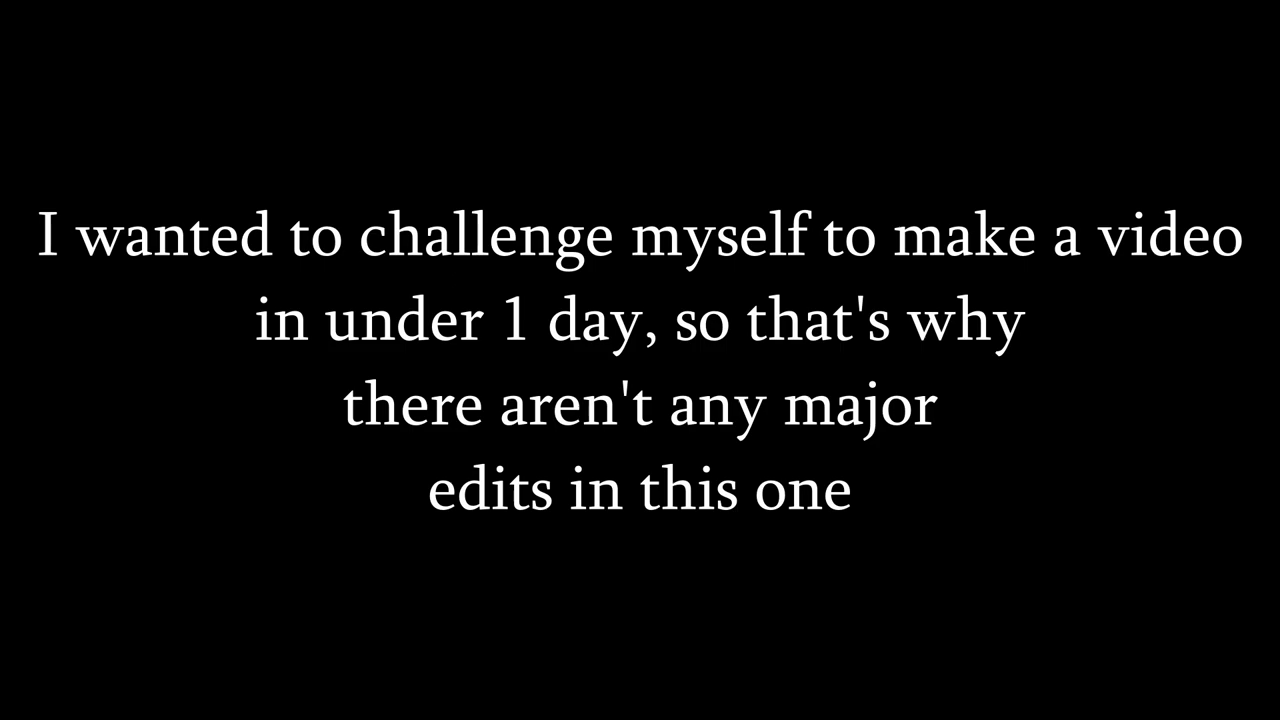 I wanted to challenge myself to make a video
in under 1 day, so that's why
there aren't any major
edits in this one